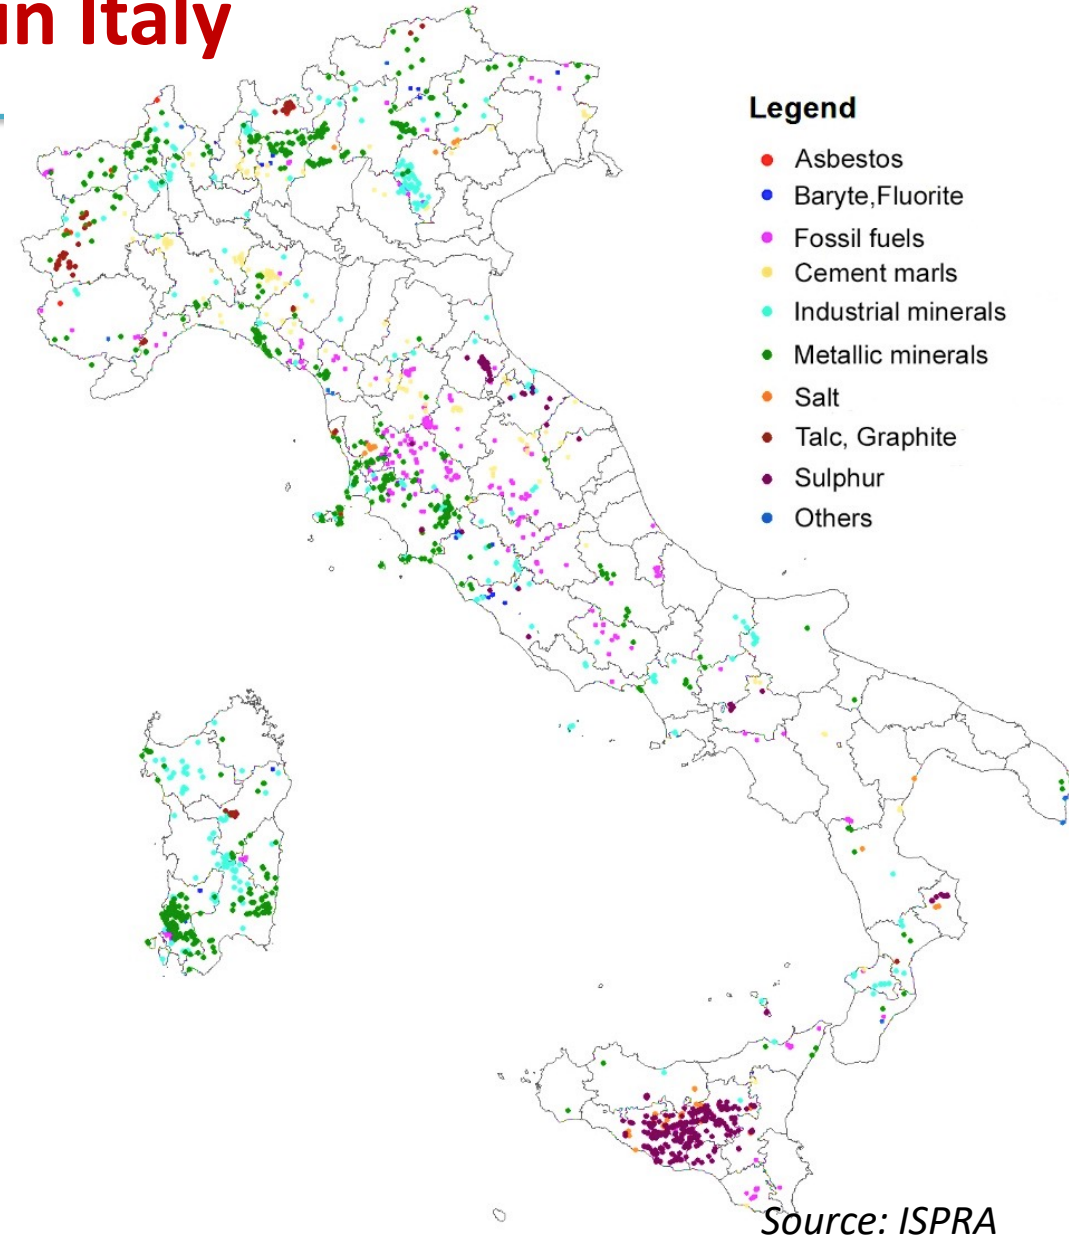 in Italy
Legend
Asbestos
Baryte,Fluorite
Fossil fuels
Cement marls
Industrial minerals
Metallic minerals
Salt
Talc, Graphite
Sulphur
Others
Source: ISPRA